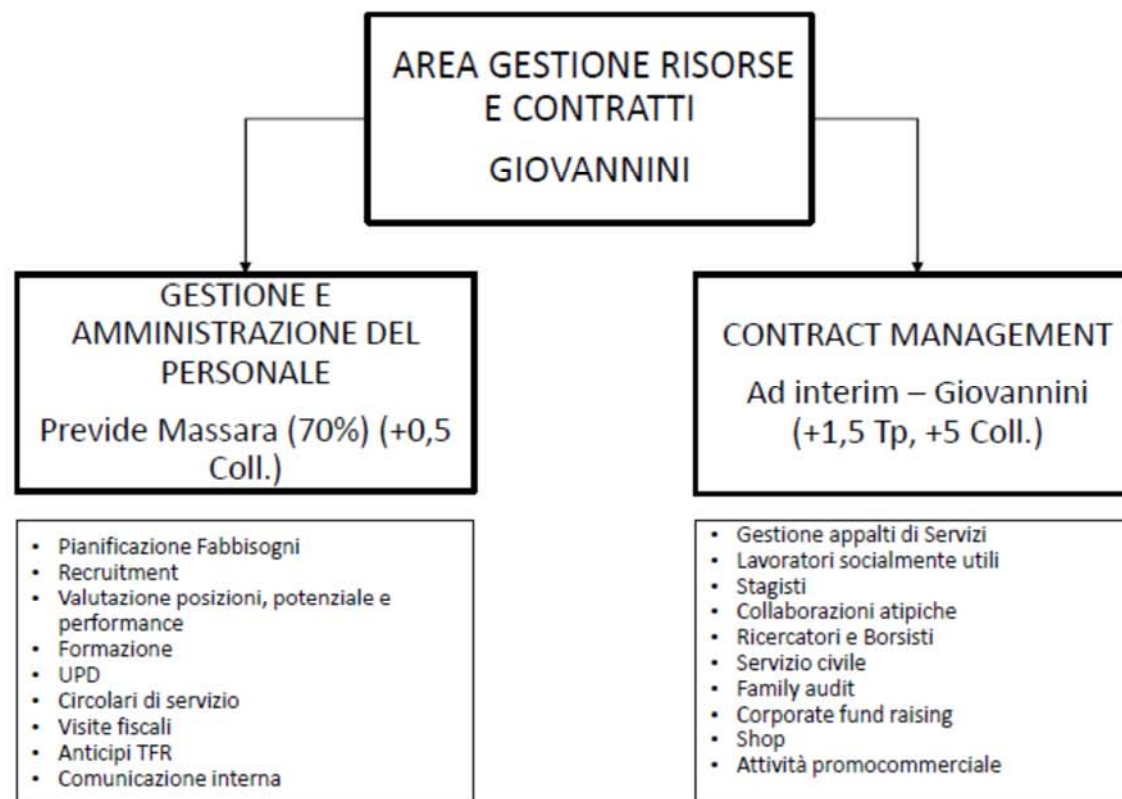 AREA GESTIONE RISORSE
E CONTRATTI
GIOVANNINI
GESTIONE E
AMMINISTRAZIONE DEL
PERSONALE
Previde Massara (70%) (+0,5
Coll.)
CONTRACT MANAGEMENT
Ad interim – Giovannini
(+1,5 Tp, +5 Coll.)
• Pianificazione Fabbisogni
• Recruitment
• Valutazione posizioni, potenziale e
performance
• Formazione
• UPD
• Circolari di servizio
• Visite fiscali
• Anticipi TFR
• Comunicazione interna
• Gestione appalti di Servizi
• Lavoratori socialmente utili
• Stagisti
• Collaborazioni atipiche
• Ricercatori e Borsisti
• Servizio civile
• Family audit
• Corporate fund raising
• Shop
• Attività promocommerciale